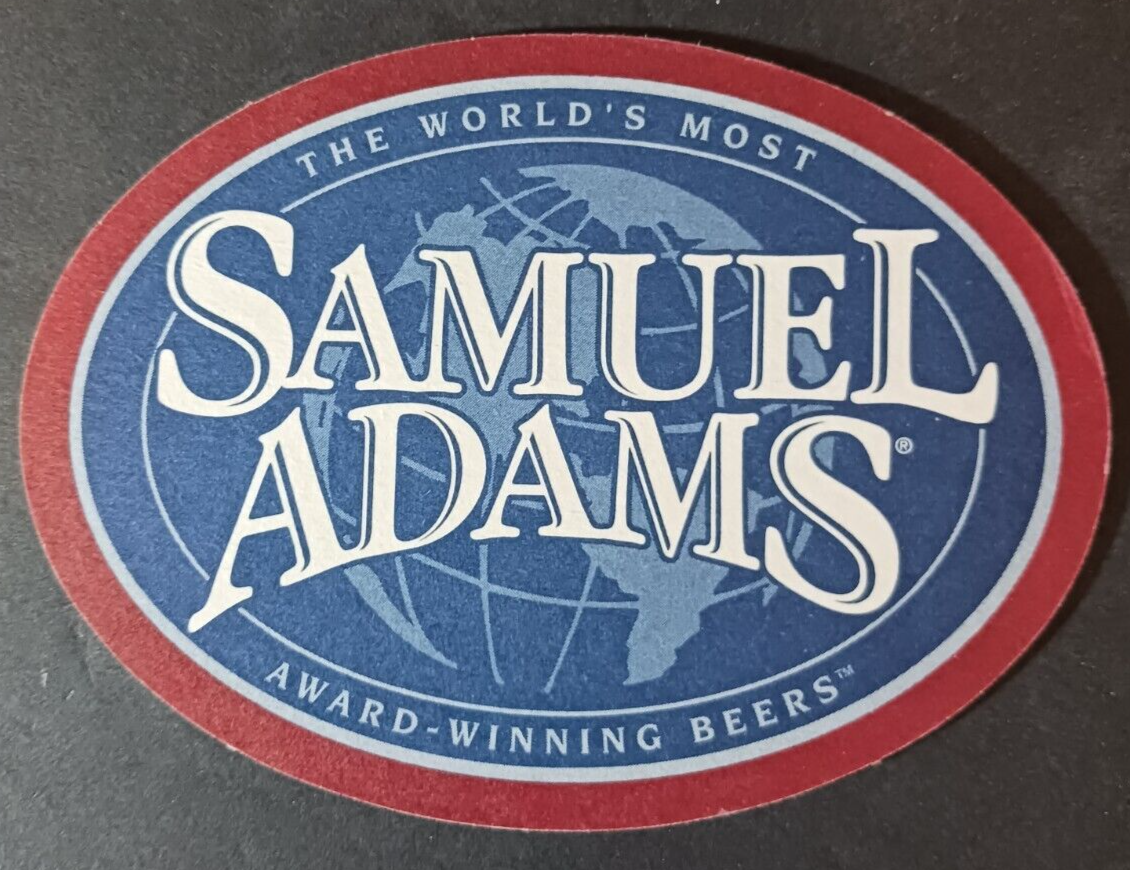 THE WORLD'S MOST
SAMUEL
ADAMS®
AWARD-WINNING BEERS™